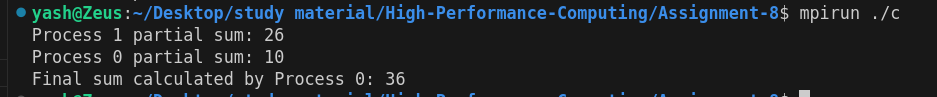 yash@Zeus:~/Desktop/study material/High-Performance-Computing/Assignment-8$ mpirun ./c
Process 1 partial sum: 26
Process 0 partial sum: 10
Final sum calculated by Process 0: 36